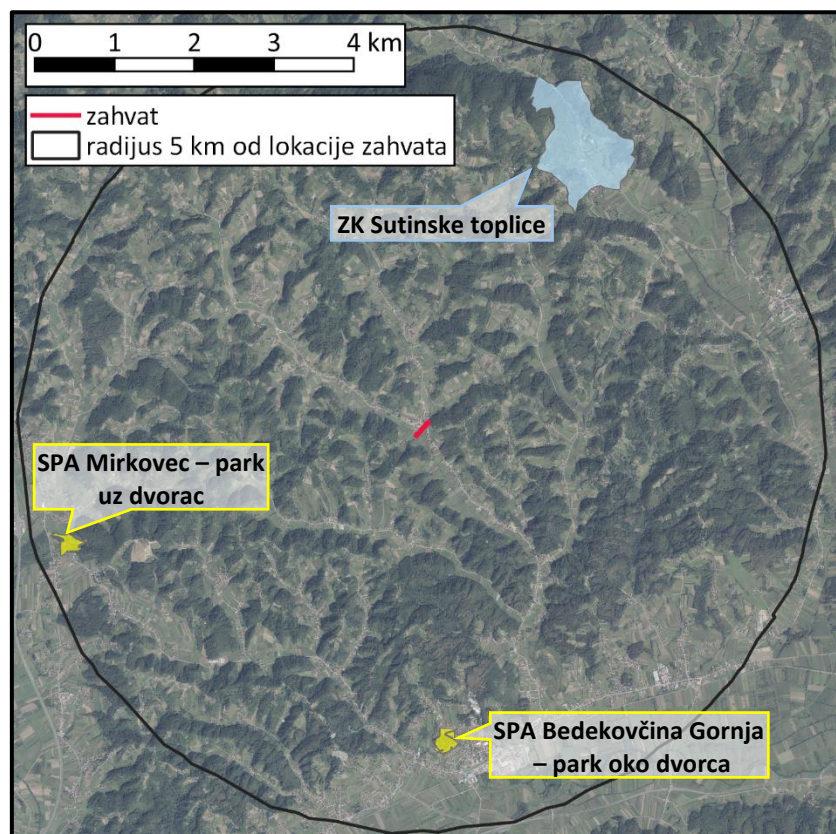 0 1 2 3 4 km
zahvat
radijus 5 km od lokacije zahvata
ZK Sutinske toplice
SPA Mirkovec – park
uz dvorac
SPA Bedekovčina Gornja
– park oko dvorca